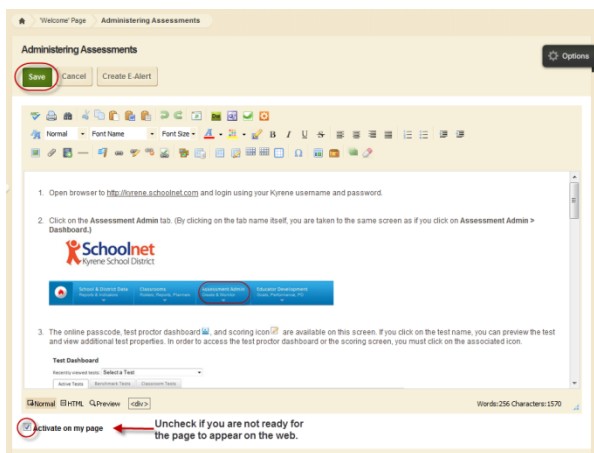 'Welcome' Page Administering Assessments
Administering Assessments
Options
Save Cancel Create E-Alert
Normal Font Name Font Size B I U S
1. Open browser to http://kyrene.schoolnet.com and login using your Kyrene username and password.
2. Click on the Assessment Admin tab. (By clicking on the tab name itself, you are taken to the same screen as if you click on Assessment Admin >
Dashboard.)
Schoolnet
Kyrene School District
School & District Data Classrooms Assessment Admin Educator Development
3. The online passcode, test proctor dashboard, and scoring icon are available on this screen. If you click on the test name, you can preview the test
and view additional test properties. In order to access the test proctor dashboard or the scoring screen, you must click on the associated icon.
Test Dashboard
Recently viewed tests: Select a Test
Active Tests Benchmark Tests Classroom Tests
Normal HTML Preview <div> Words:256 Characters:1570
Activate on my page
Uncheck if you are not ready for
the page to appear on the web.